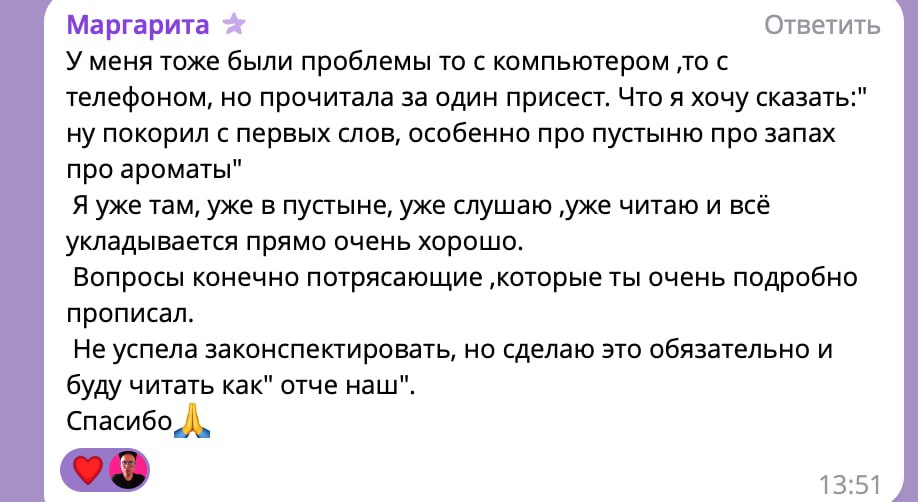 Маргарита
Ответить
У меня тоже были проблемы то с компьютером ,то с
телефоном, но прочитала за один присест. Что я хочу сказать:"
ну покорил с первых слов, особенно про пустыню про запах
про ароматы"
Я уже там, уже в пустыне, уже слушаю ,уже читаю и всё
укладывается прямо очень хорошо.
Вопросы конечно потрясающие ,которые ты очень подробно
прописал.
Не успела законспектировать, но сделаю это обязательно и
буду читать как" отче наш".
Спасибо🙏
13:51